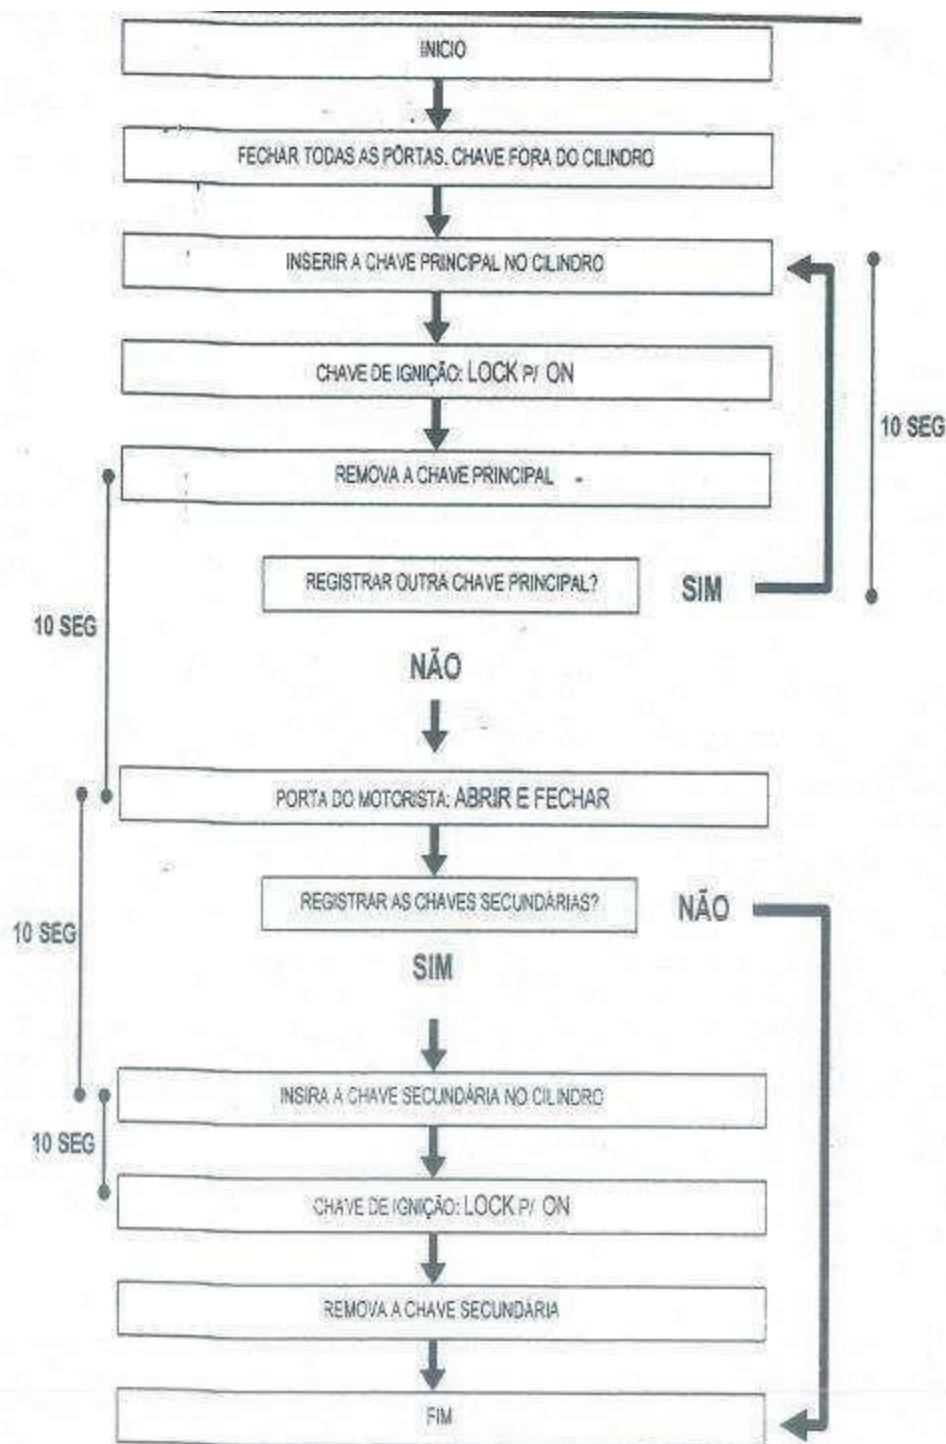 INICIO
FECHAR TODAS AS PÓRTAS. CHAVE FORA DO CILINDRO
INSERIR A CHAVE PRINCIPAL NO CILINDRO
CHAVE DE IGNIÇÃO: LOCK P/ ON
10 SEG
REMOVA A CHAVE PRINCIPAL
REGISTRAR OUTRA CHAVE PRINCIPAL?
SIM
10 SEG
NÃO
PORTA DO MOTORISTA: ABRIR E FECHAR
REGISTRAR AS CHAVES SECUNDÁRIAS?
NÃO
10 SEG
SIM
INSIRA A CHAVE SECUNDÁRIA NO CILINDRO
10 SEG
CHAVE DE IGNIÇÃO: LOCK P/ ON
REMOVA A CHAVE SECUNDÁRIA
FIM